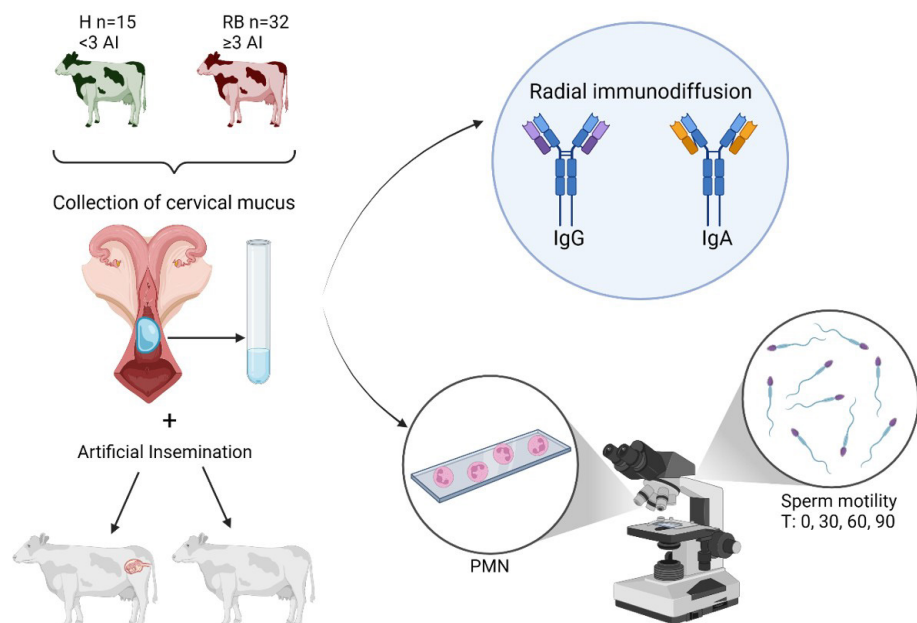 H n=15
<3 AI
RB n=32
≥3 AI
Collection of cervical mucus
+
Artificial Insemination
Radial immunodiffusion
IgG
IgA
PMN
Sperm motility
T: 0, 30, 60, 90